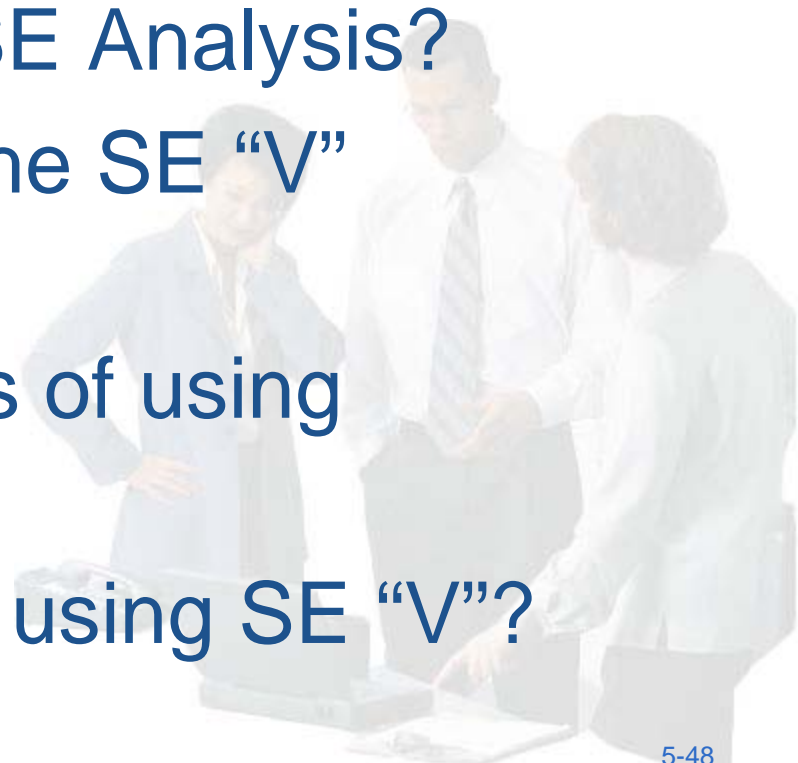 SE Analysis?
he SE “V”
s of using
using SE “V”?
5-48